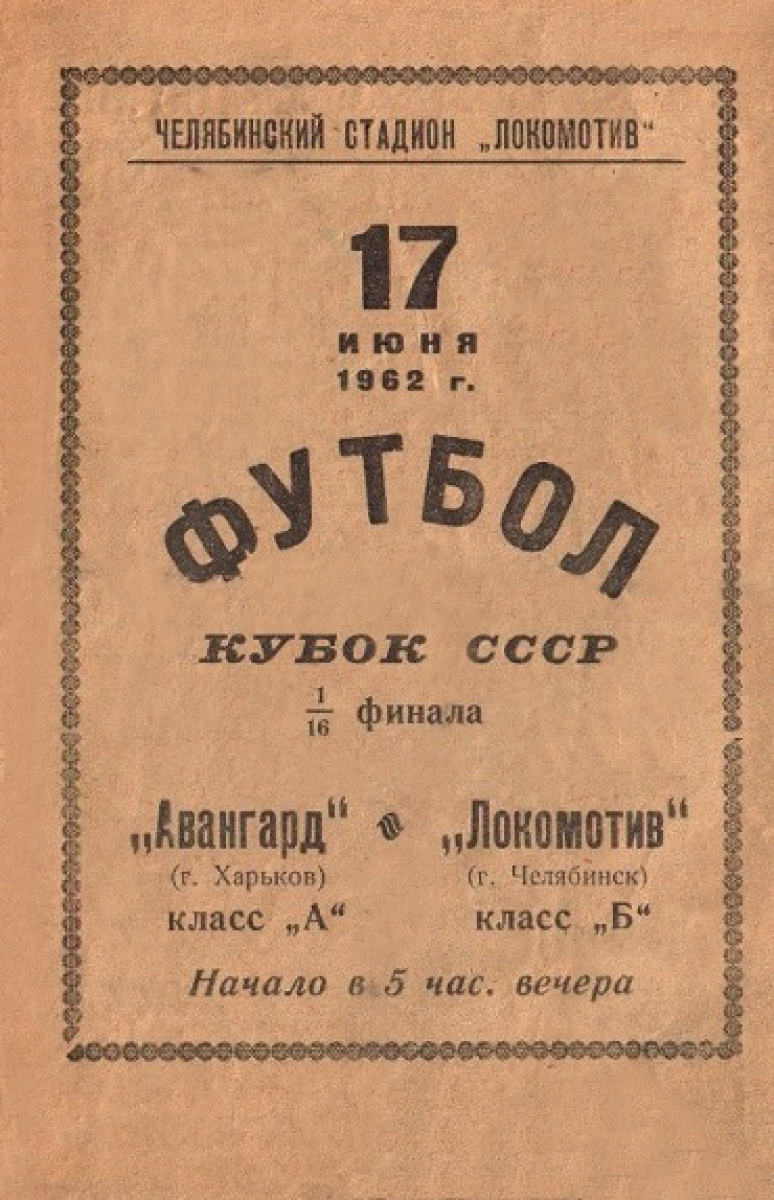 ЧЕЛЯБИНСКИЙ СТАДИОН „ЛОКОМОТИВ“
17
ИЮНЯ
1962 г.
ФУТБОЛ
КУБОК СССР
1/16 финала
„Авангард“ „Локомотив“
(г. Харьков) (г. Челябинск)
класс „А“ класс „Б“
Начало в 5 час. вечера